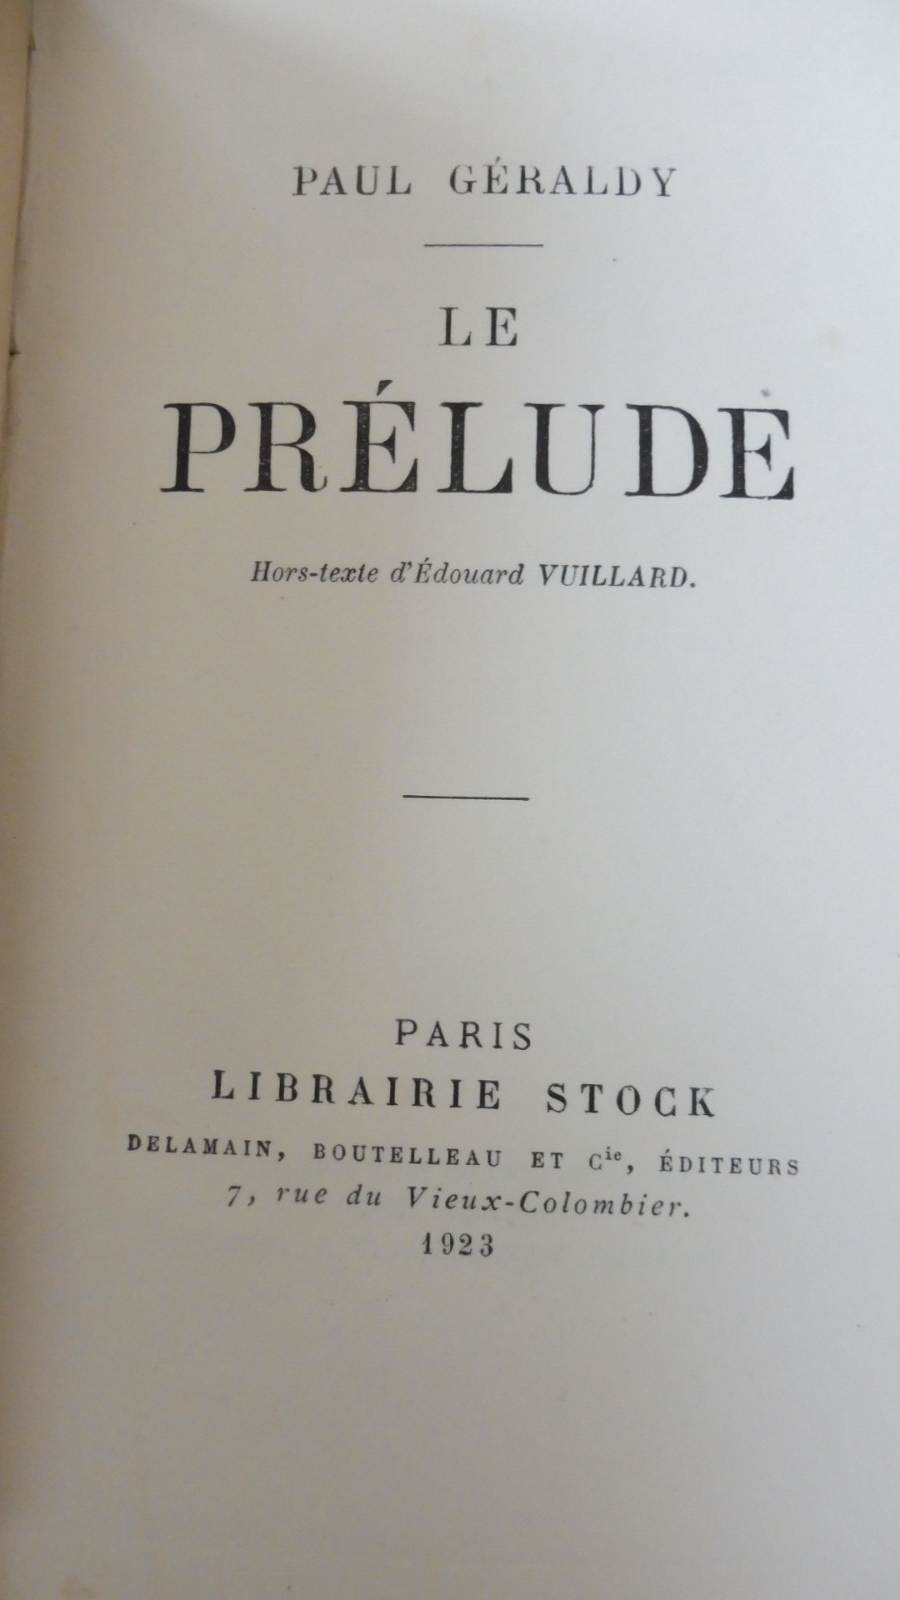 PAUL GÉRALDY
LE
PRÉLUDE
Hors-texte d'Édouard VUILLARD.
PARIS
LIBRAIRIE STOCK
DELAMAIN, BOUTELLEAU ET Cie, ÉDITEURS
7, rue du Vieux-Colombier.
1923